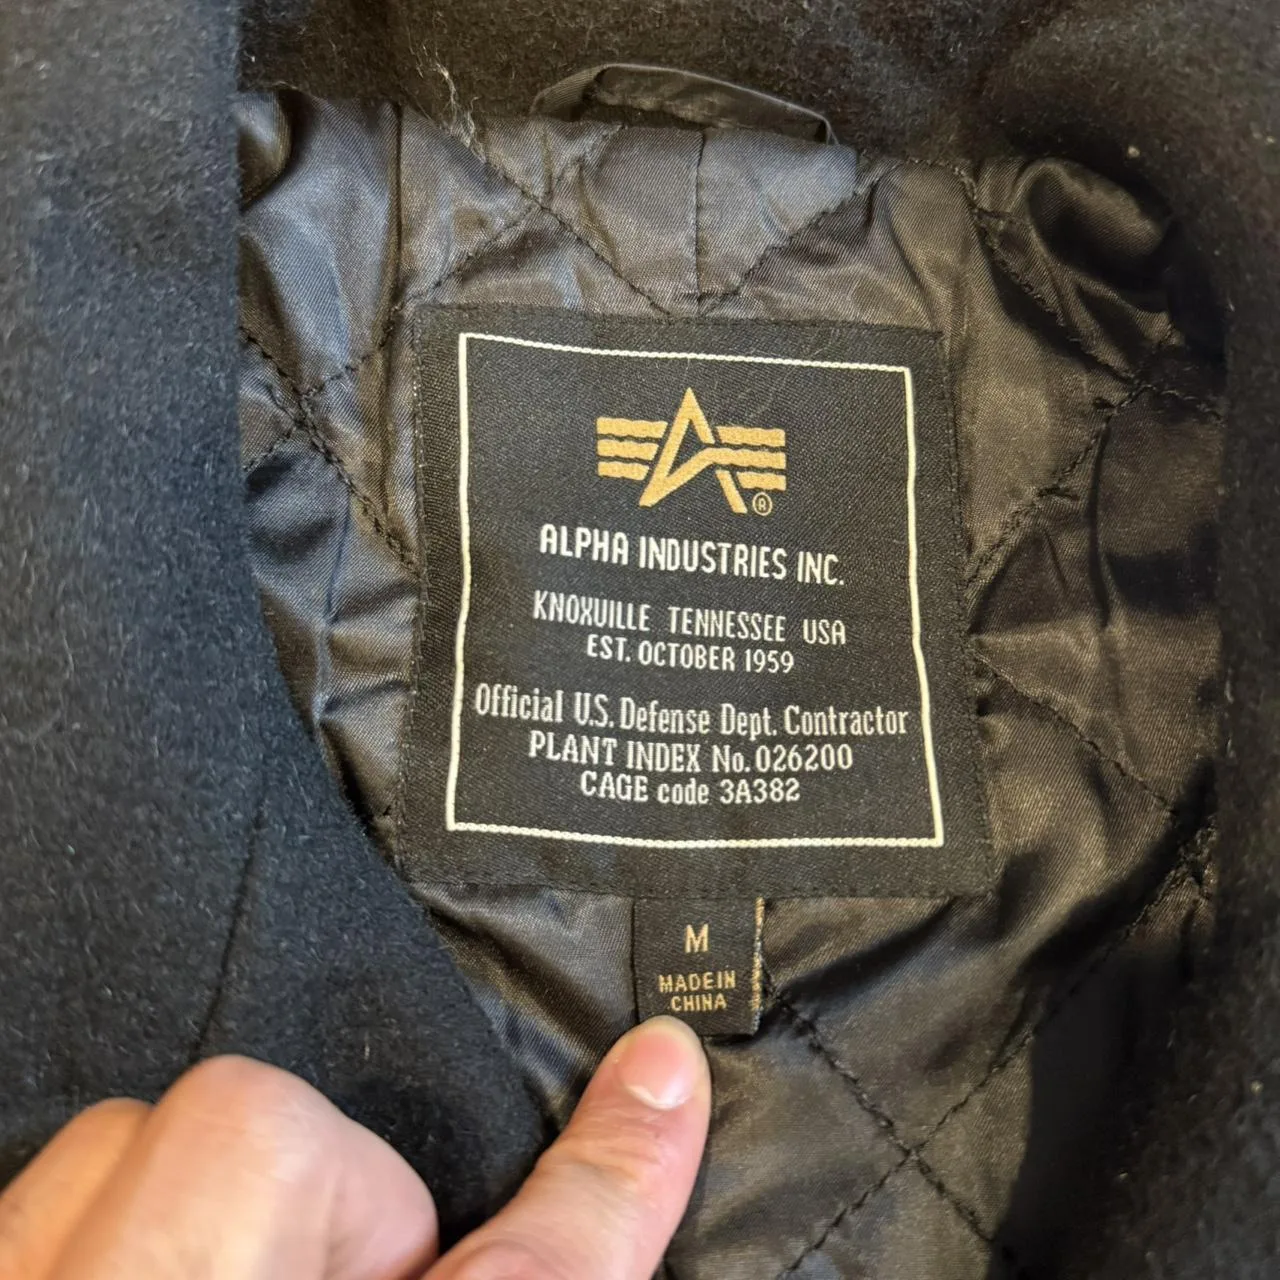 ®
ALPHA INDUSTRIES INC.
KNOXVILLE TENNESSEE USA
EST. OCTOBER 1959
Official U.S. Defense Dept. Contractor
PLANT INDEX No. 026200
CAGE code 3A382
M
MADE IN
CHINA